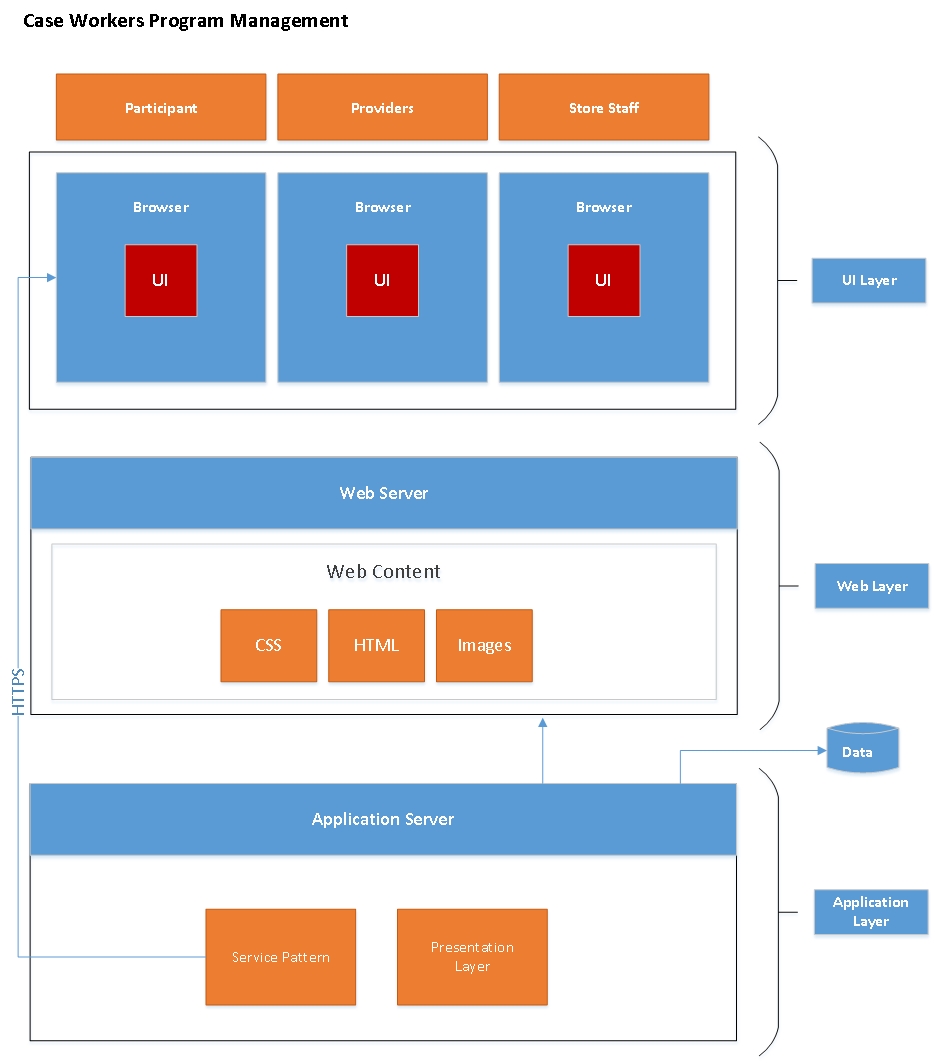 Case Workers Program Management
Participant
Providers
Store Staff
Browser
Browser
Browser
UI
UI
UI
UI Layer
Web Server
Web Content
CSS
HTML
Images
Web Layer
HTTPS
Data
Application Server
Application
Layer
Service Pattern
Presentation
Layer